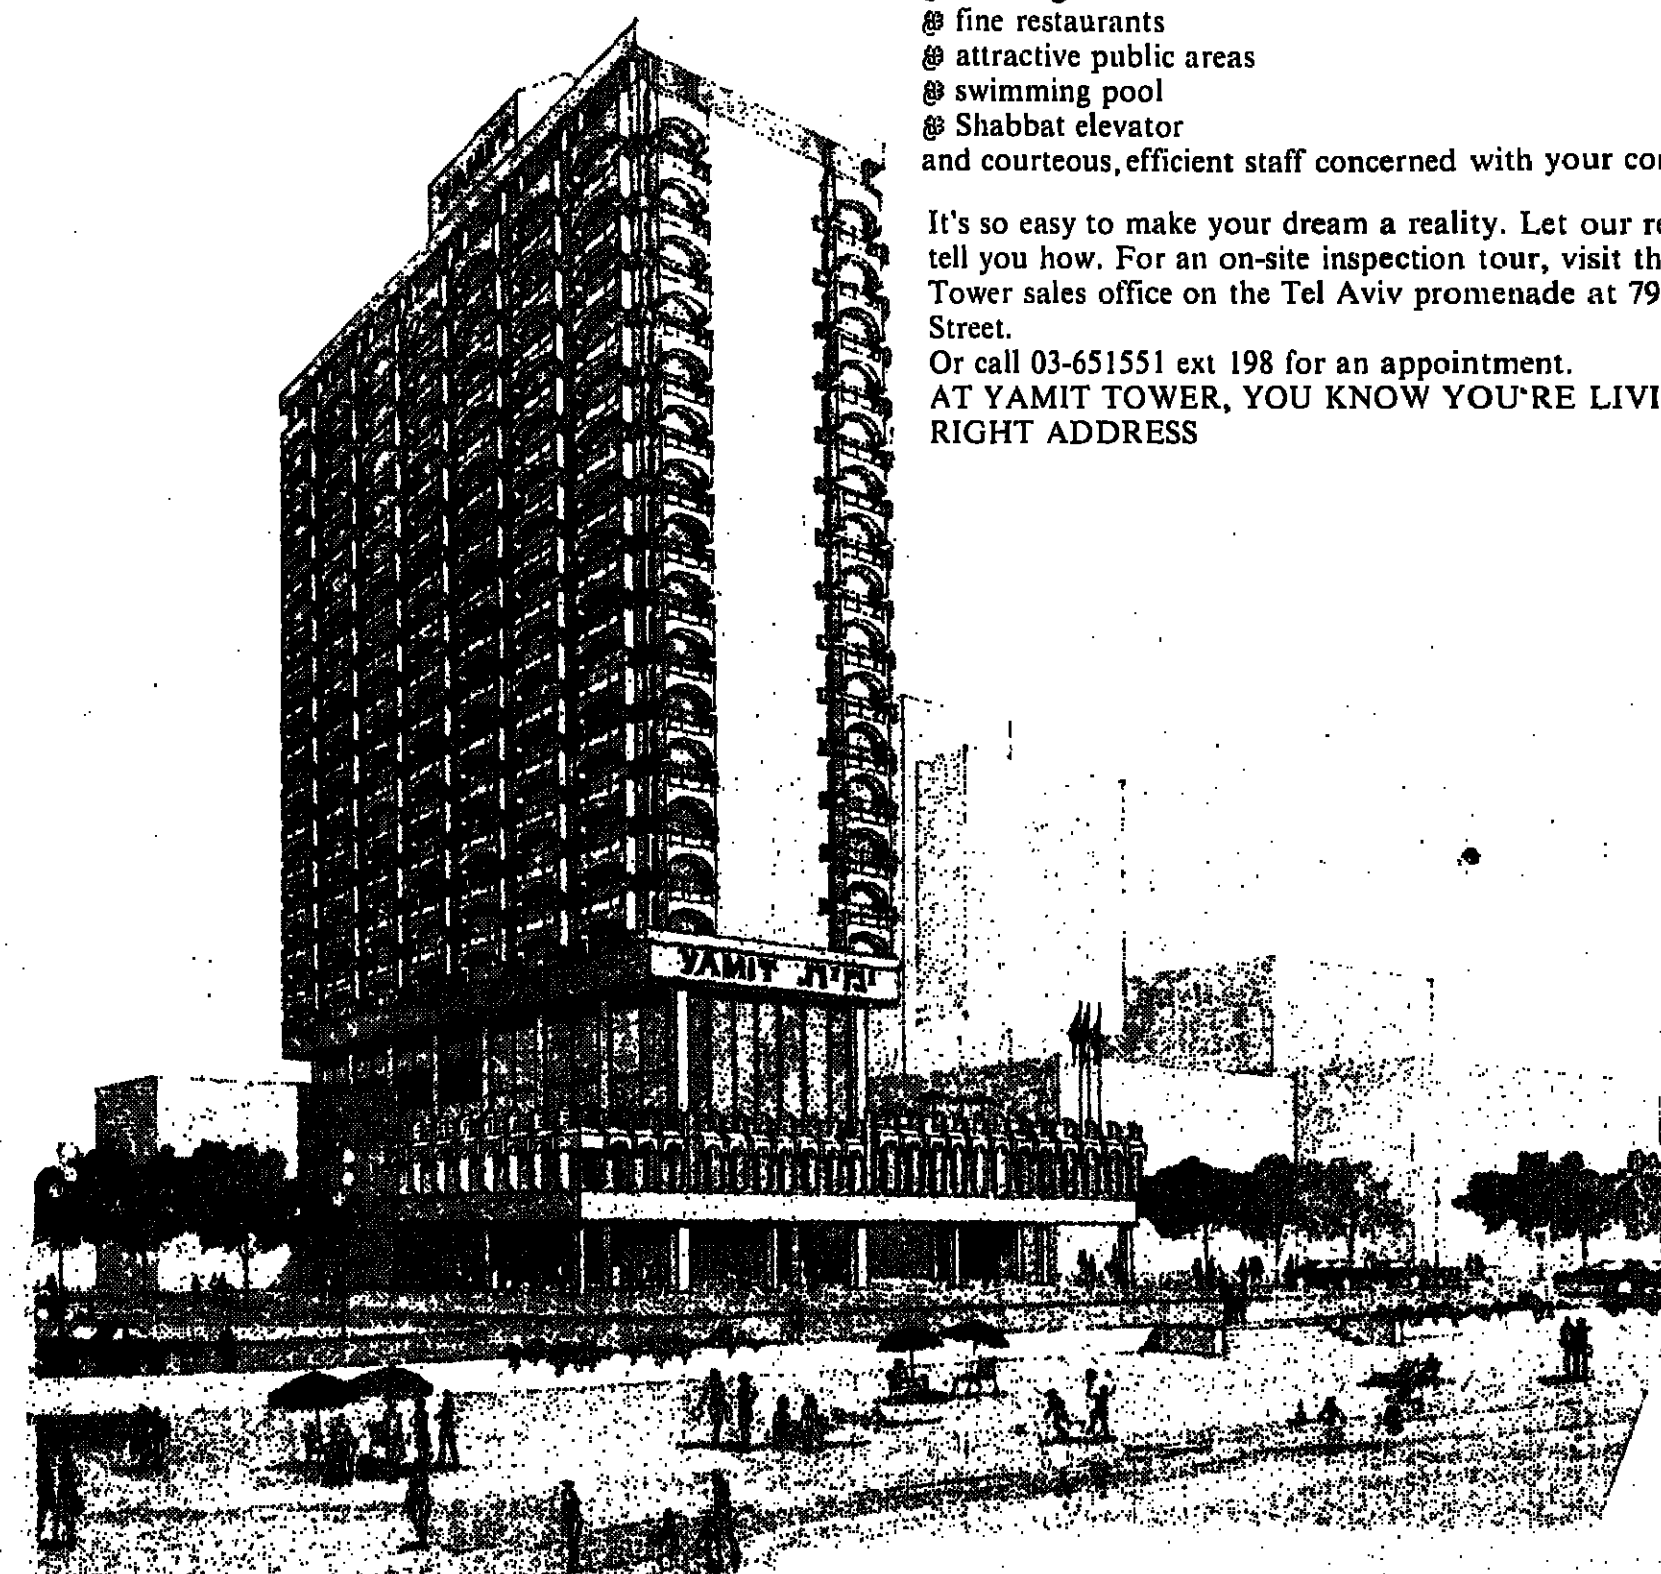 fine restaurants
attractive public areas
swimming pool
Shabbat elevator
and courteous, efficient staff concerned with your
It's so easy to make your dream a reality. Let our
tell you how. For an on-site inspection tour, visit
Tower sales office on the Tel Aviv promenade at 79
Street.
Or call 03-651551 ext 198 for an appointment.
AT YAMIT TOWER, YOU KNOW YOU'RE
RIGHT ADDRESS
YAMIT ימית